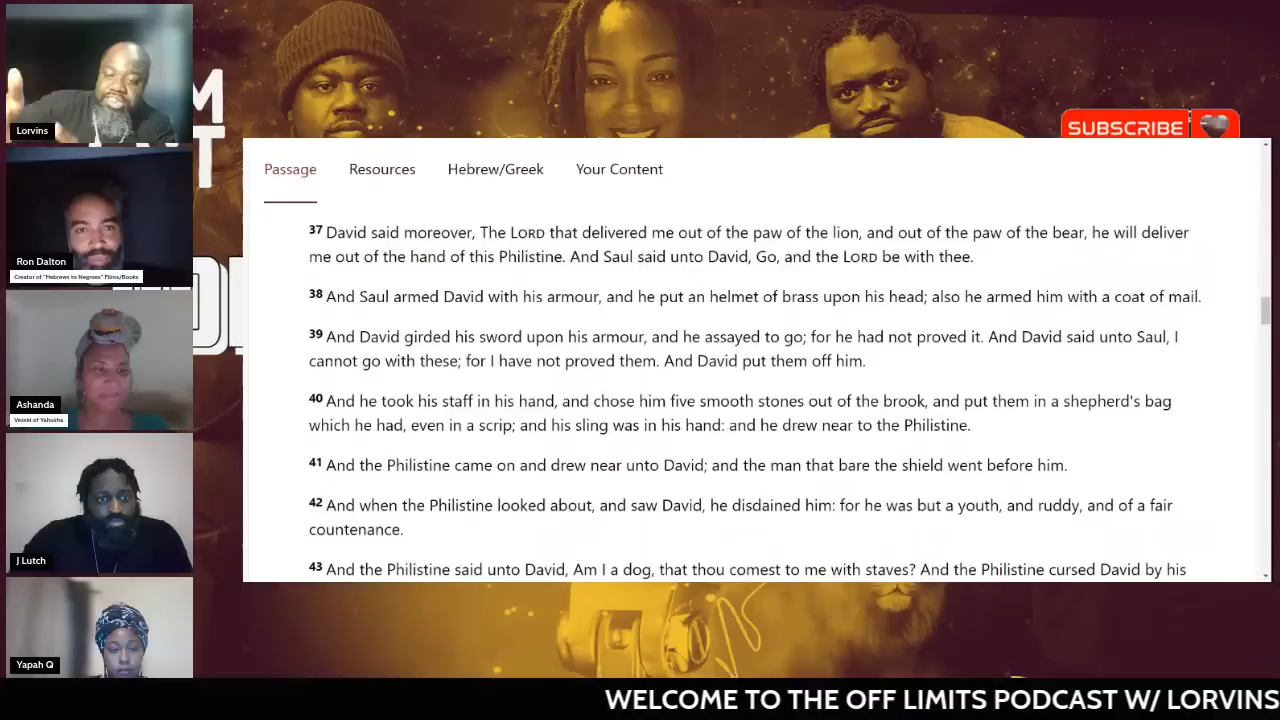 Lorvins
Ron Dalton
Creator of "Hebrews to Negroes" Films/Books
Ashanda
Vessel of Yahusha
J Lutch
Yapah Q
SUBSCRIBE
Passage
Resources
Hebrew/Greek
Your Content
37 David said moreover, The LORD that delivered me out of the paw of the lion, and out of the paw of the bear, he will deliver
me out of the hand of this Philistine. And Saul said unto David, Go, and the LORD be with thee.
38 And Saul armed David with his armour, and he put an helmet of brass upon his head; also he armed him with a coat of mail.
39 And David girded his sword upon his armour, and he assayed to go; for he had not proved it. And David said unto Saul, I
cannot go with these; for I have not proved them. And David put them off him.
40 And he took his staff in his hand, and chose him five smooth stones out of the brook, and put them in a shepherd's bag
which he had, even in a scrip; and his sling was in his hand: and he drew near to the Philistine.
41 And the Philistine came on and drew near unto David; and the man that bare the shield went before him.
42 And when the Philistine looked about, and saw David, he disdained him: for he was but a youth, and ruddy, and of a fair
countenance.
43 And the Philistine said unto David, Am I a dog, that thou comest to me with staves? And the Philistine cursed David by his
WELCOME TO THE OFF LIMITS PODCAST W/ LORVINS